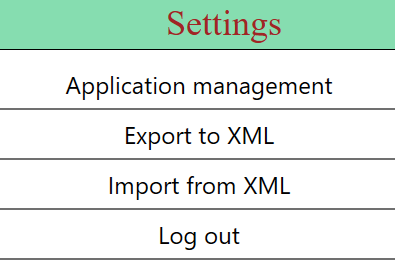 Settings
Application management
Export to XML
Import from XML
Log out